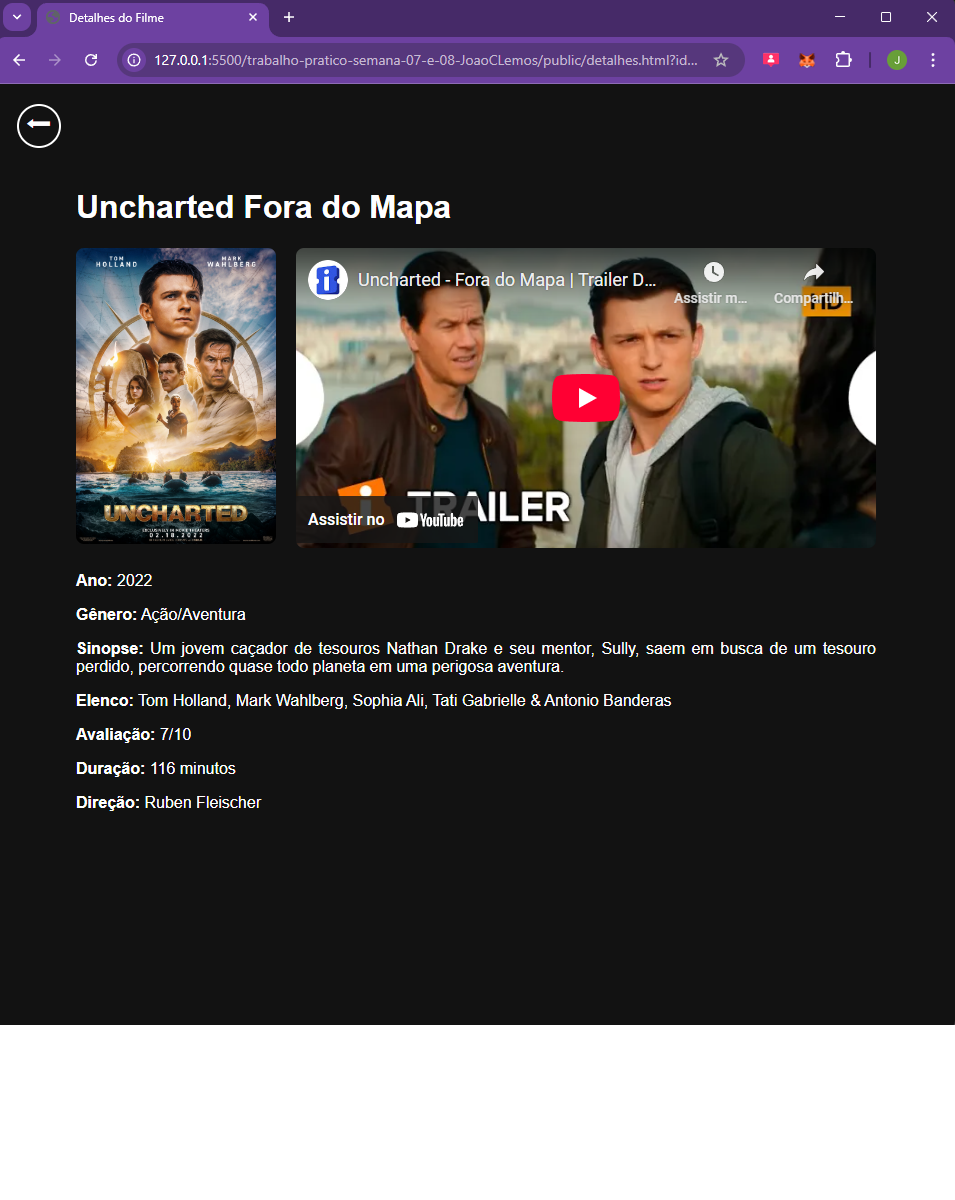 Detalhes do Filme
127.0.0.1:5500/trabalho-pratico-semana-07-e-08-JoaoCLemos/public/detalhes.html?id...
J
Uncharted Fora do Mapa
TOM HOLLAND
MARK WAHLBERG
UNCHARTED
EXCLUSIVELY IN MOVIE THEATERS
02.18.2022
Uncharted - Fora do Mapa | Trailer D...
Assistir m...
Compartilh...
HD
TRAILER
Assistir no YouTube
Ano: 2022
Gênero: Ação/Aventura
Sinopse: Um jovem caçador de tesouros Nathan Drake e seu mentor, Sully, saem em busca de um tesouro
perdido, percorrendo quase todo planeta em uma perigosa aventura.
Elenco: Tom Holland, Mark Wahlberg, Sophia Ali, Tati Gabrielle & Antonio Banderas
Avaliação: 7/10
Duração: 116 minutos
Direção: Ruben Fleischer